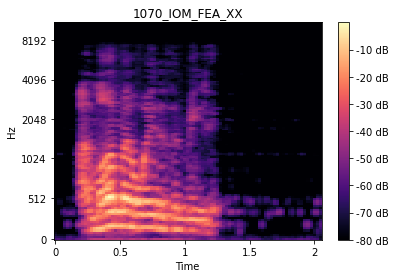 1070_IOM_FEA_XX
8192
4096
2048
1024
512
0
Hz
0
0.5
1
1.5
2
Time
-10 dB
-20 dB
-30 dB
-40 dB
-50 dB
-60 dB
-70 dB
-80 dB